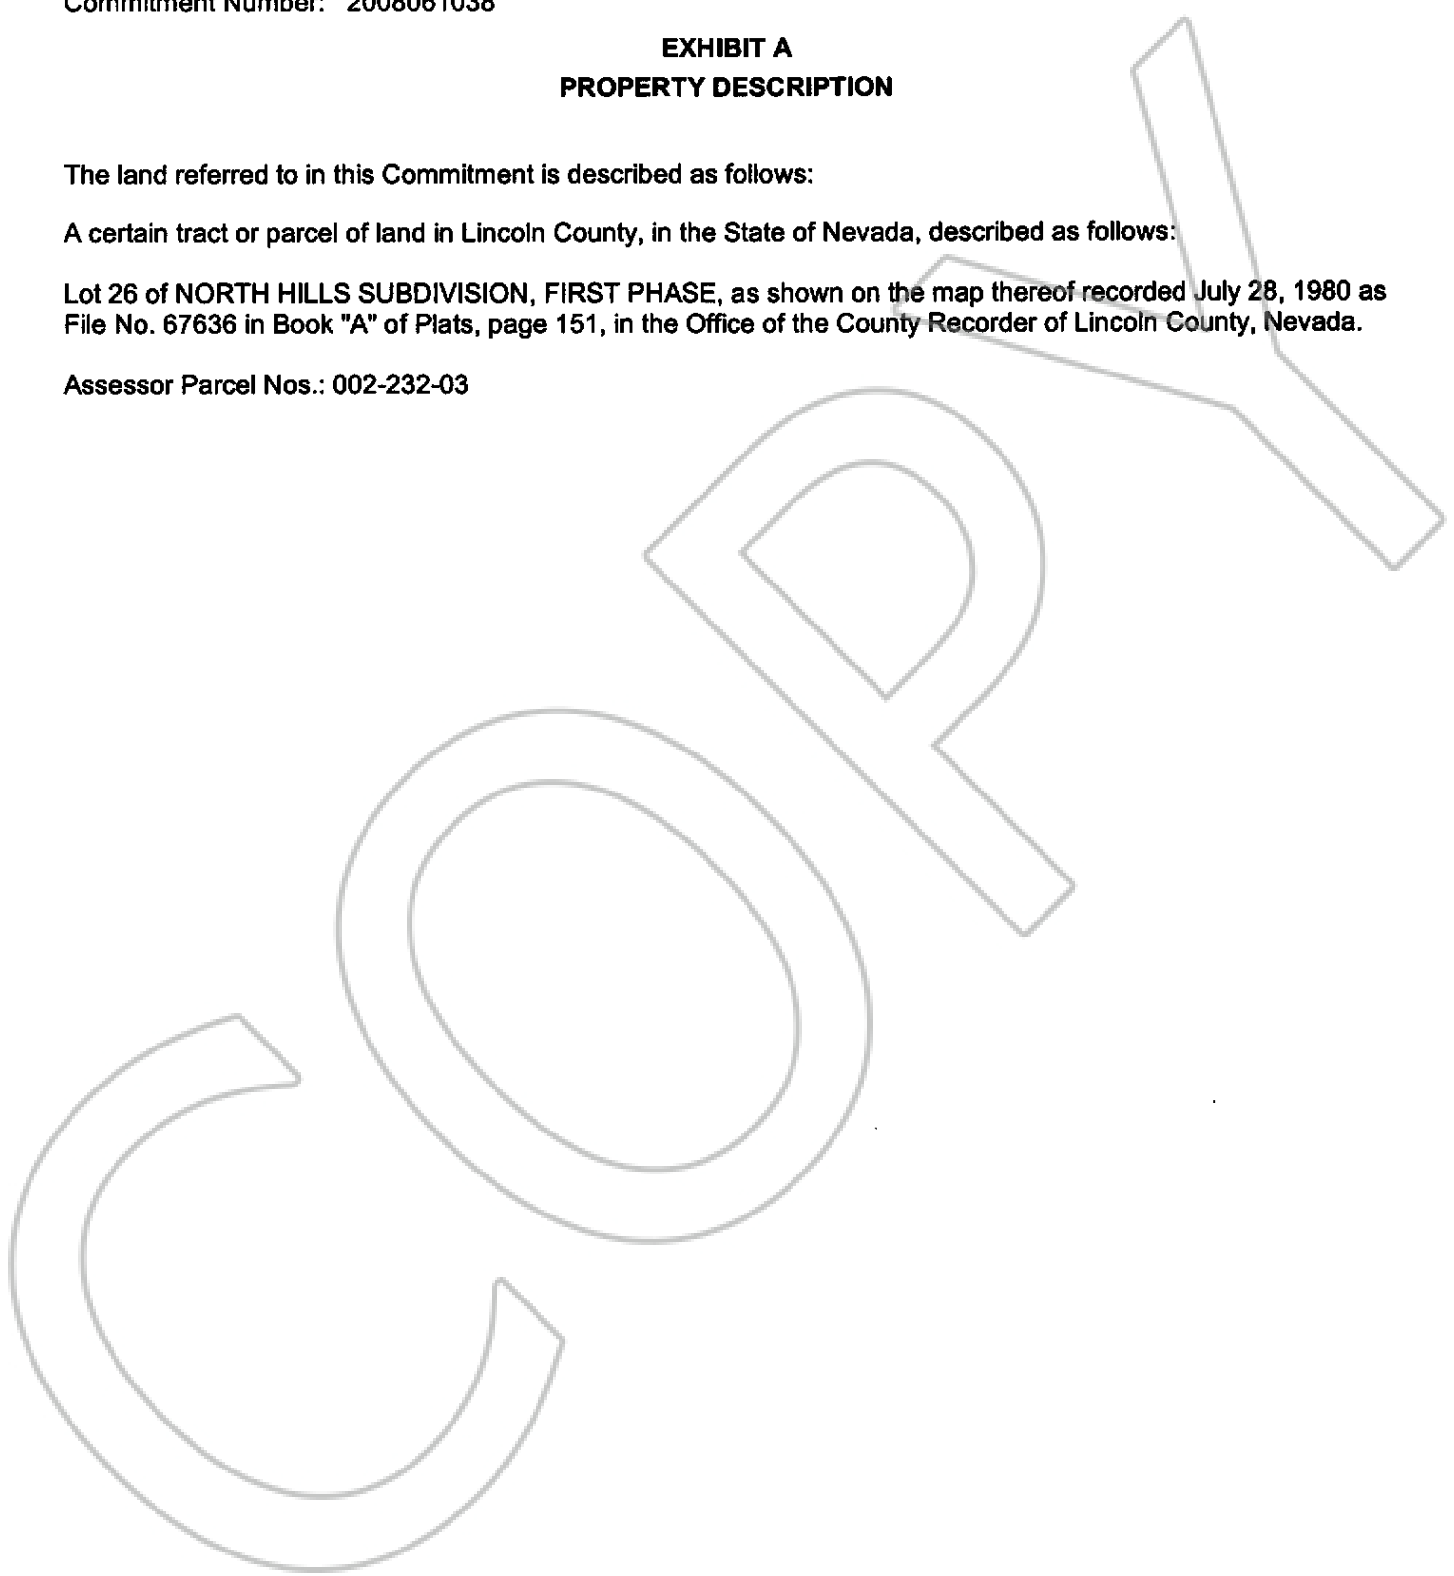 Commitment Number: 2008061038
EXHIBIT A
PROPERTY DESCRIPTION
The land referred to in this Commitment is described as follows:
A certain tract or parcel of land in Lincoln County, in the State of Nevada, described as follows:
Lot 26 of NORTH HILLS SUBDIVISION, FIRST PHASE, as shown on the map thereof recorded July 28, 1980 as
File No. 67636 in Book "A" of Plats, page 151, in the Office of the County Recorder of Lincoln County, Nevada.
Assessor Parcel Nos.: 002-232-03
COPY